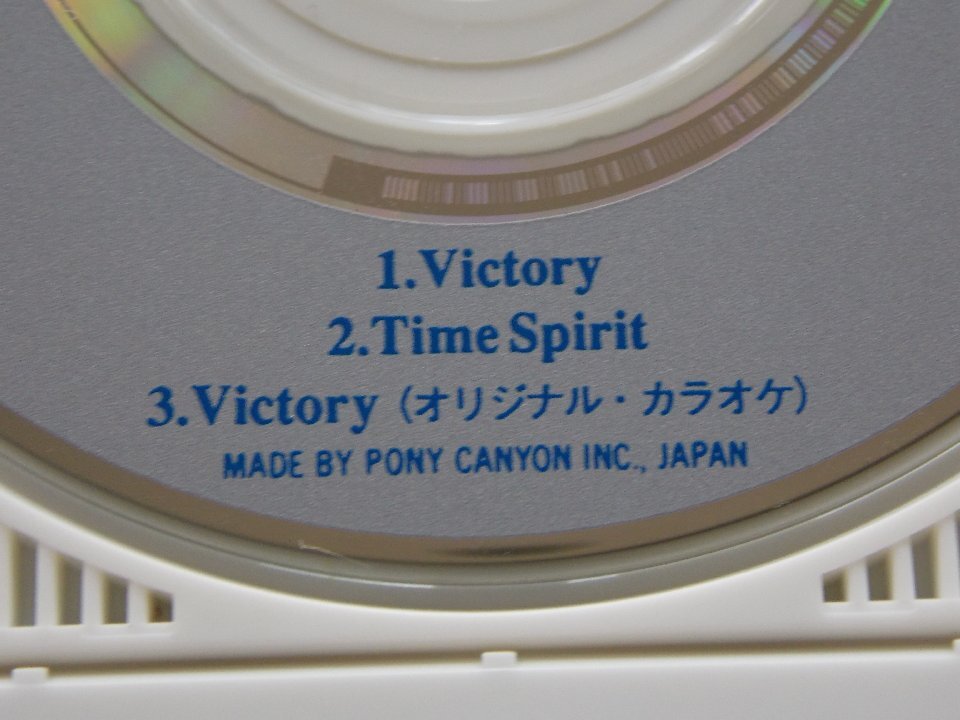 1.Victory
2.Time Spirit
3.Victory (オリジナル・カラオケ)
MADE BY PONY CANYON INC., JAPAN